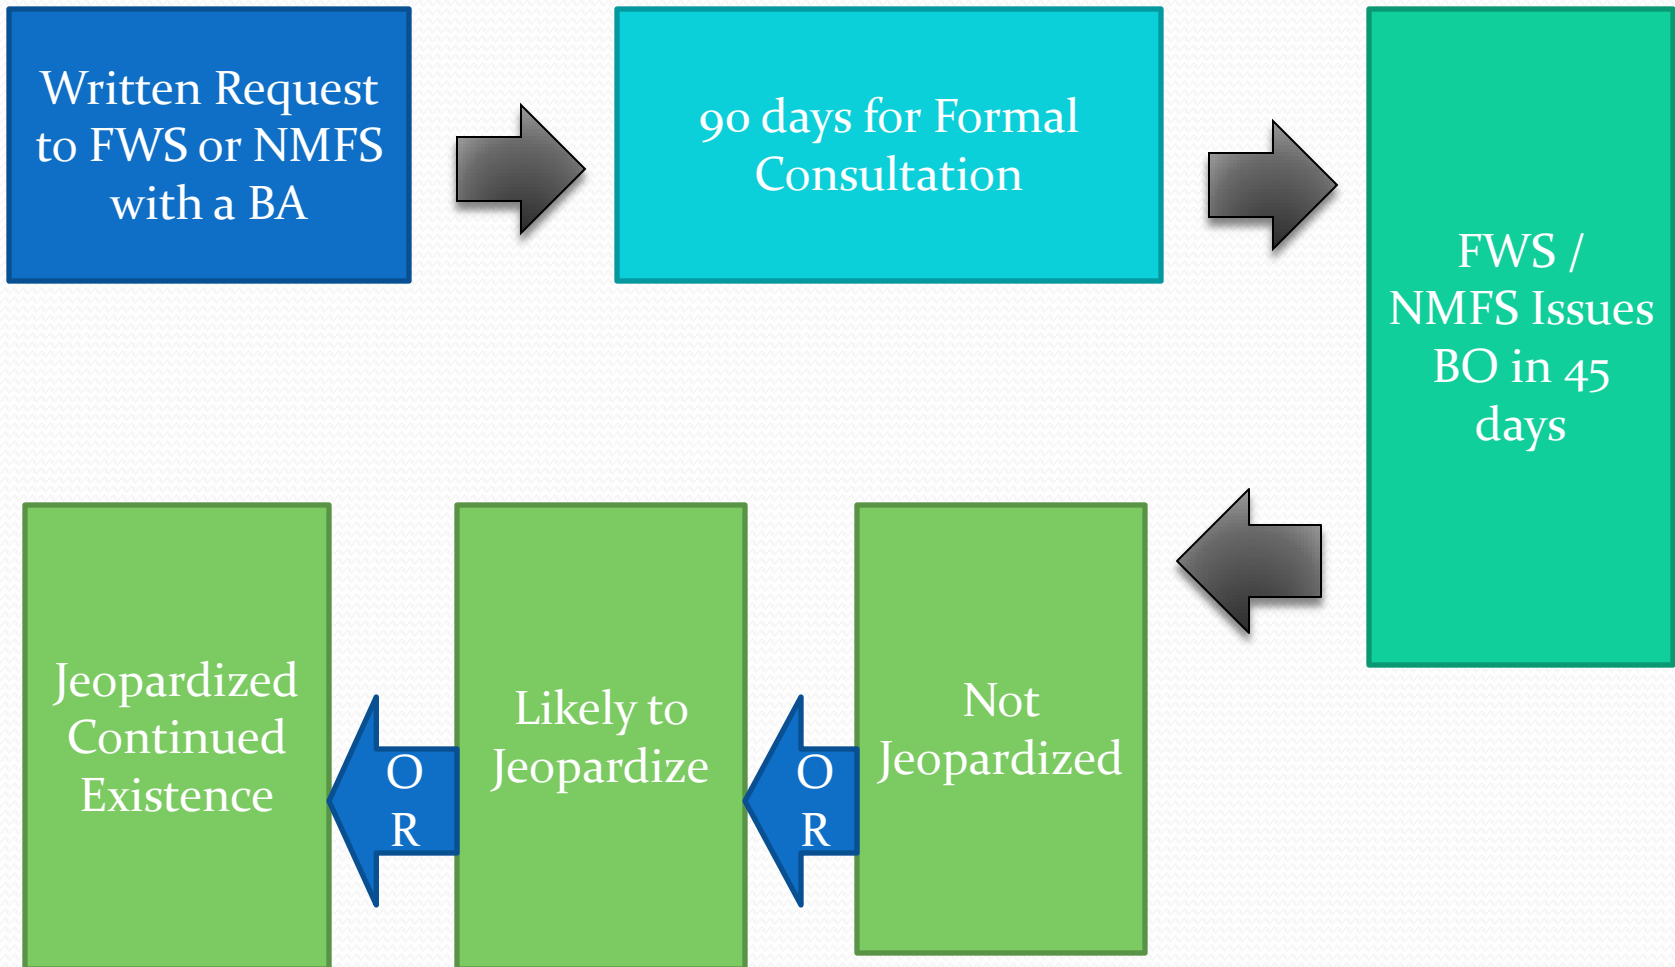 Written Request
to FWS or NMFS
with a BA
90 days for Formal
Consultation
FWS /
NMFS Issues
BO in 45
days
Not
Jeopardized
O
R
Likely to
Jeopardize
O
R
Jeopardized
Continued
Existence